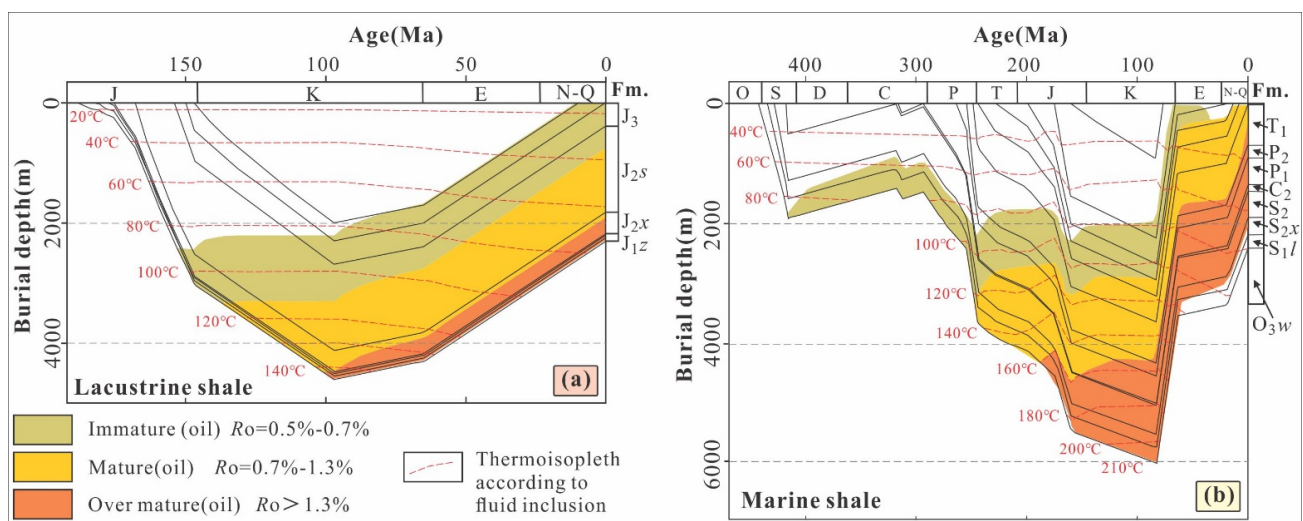 Age(Ma)
150 100 50 0
J K E N-Q Fm.
Burial depth(m)
0
2000
4000
20℃
40℃
60℃
80℃
100℃
120℃
140℃
J₃
J₂s
J₂x
J₁z
Lacustrine shale
(a)
Immature (oil) Ro=0.5%-0.7%
Mature(oil) Ro=0.7%-1.3%
Over mature(oil) Ro>1.3%
Thermoisopleth
according to
fluid inclusion
Age(Ma)
400 300 200 100 0
O S D C P T J K E N-Q Fm.
Burial depth(m)
0
2000
4000
6000
40℃
60℃
80℃
100℃
120℃
140℃
160℃
180℃
200℃
210℃
T₁
P₂
P₁
C₂
S₂
S₂x
S₁l
O₃w
Marine shale
(b)